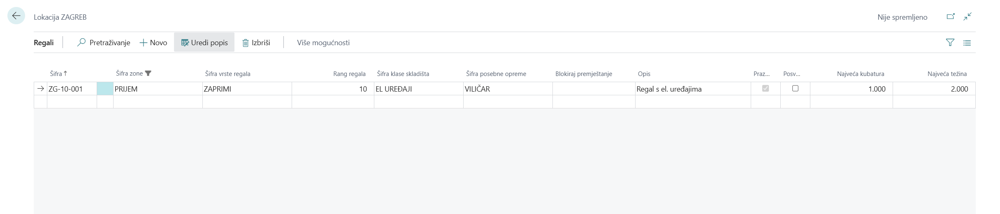 Lokacija ZAGREB
Nije spremljeno
Regali Pretraživanje Novo Uredi popis Izbriši Više mogućnosti
Šifra Šifra zone Šifra vrste regala Rang regala Šifra klase skladišta Šifra posebne opreme Blokiraj premještanje Opis Praz... Posv... Najveća kubatura Najveća težina
ZG-10-001 PRIJEM ZAPRIMI 10 EL UREĐAJI VILIČAR Regal s el. uređajima 1.000 2.000